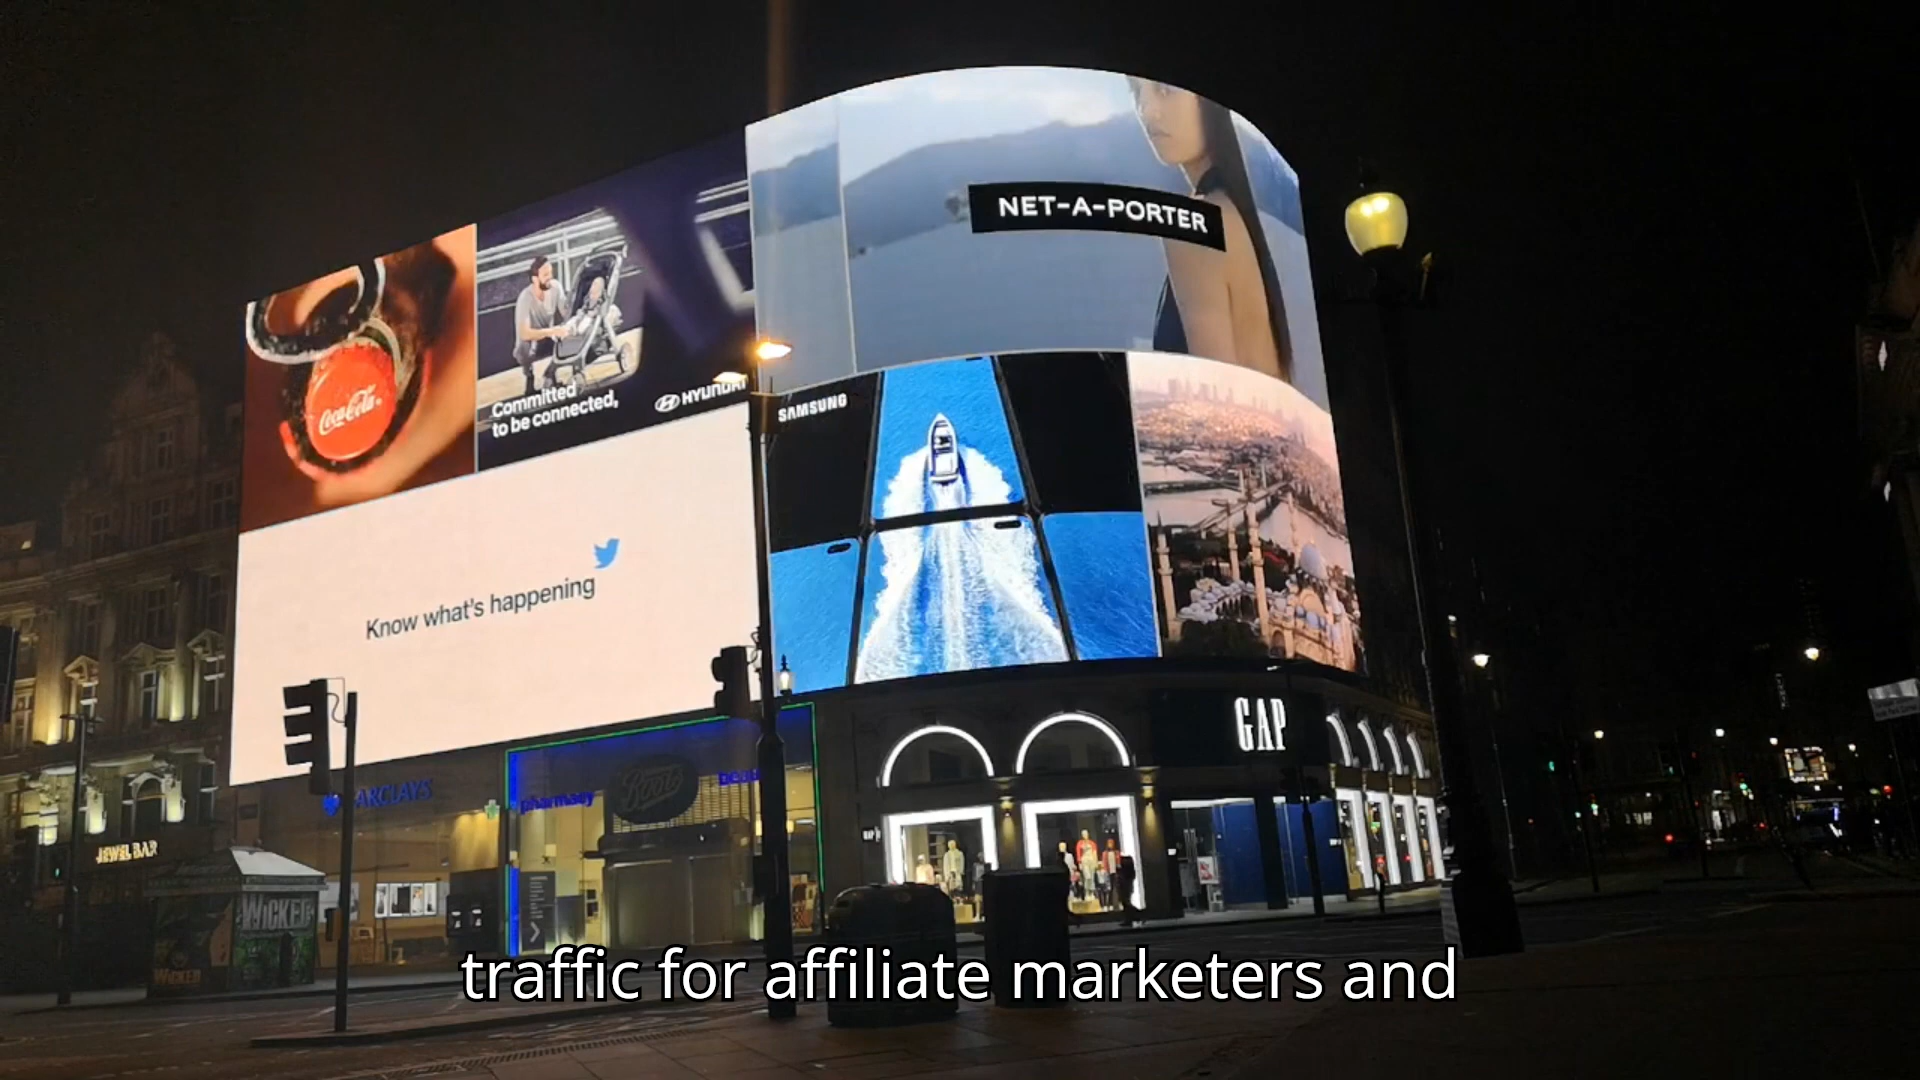 NET-A-PORTER
Coca-Cola
Committed
to be connected,
HYUNDAI
SAMSUNG
Know what's happening
GAP
BARCLAYS
pharmacy
Boots
JEWEL BAR
WICKED
WICKED
traffic for affiliate marketers and